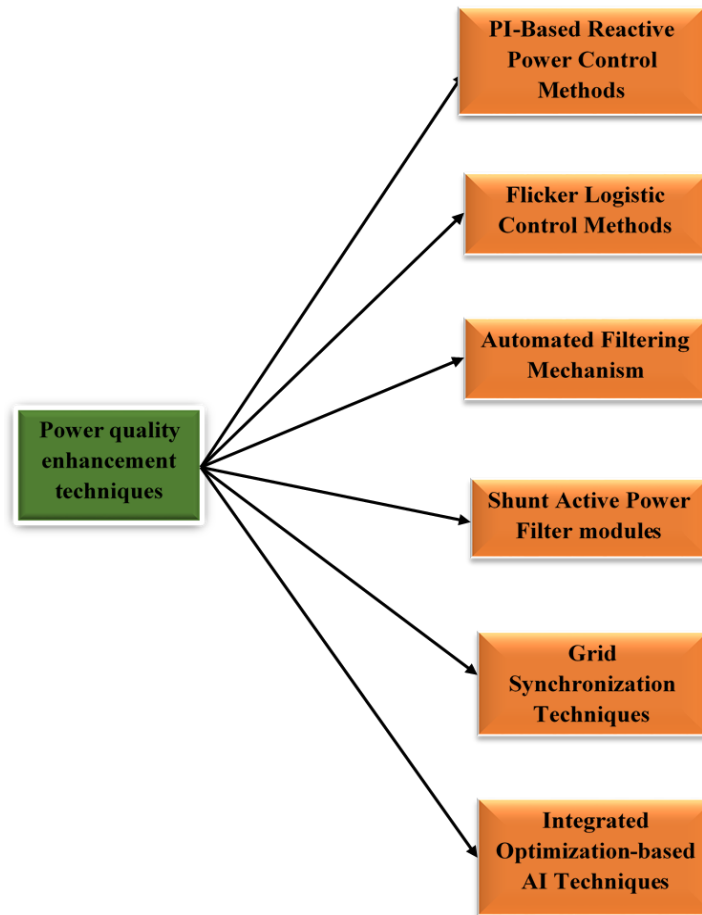 PI-Based Reactive
Power Control
Methods
Flicker Logistic
Control Methods
Automated Filtering
Mechanism
Power quality
enhancement
techniques
Shunt Active Power
Filter modules
Grid
Synchronization
Techniques
Integrated
Optimization-based
AI Techniques